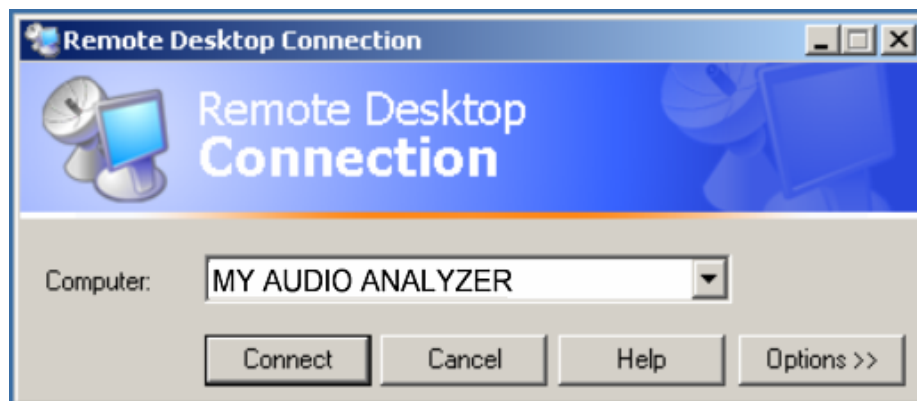 Remote Desktop Connection
Remote Desktop
Connection
Computer: MY AUDIO ANALYZER
Connect Cancel Help Options >>